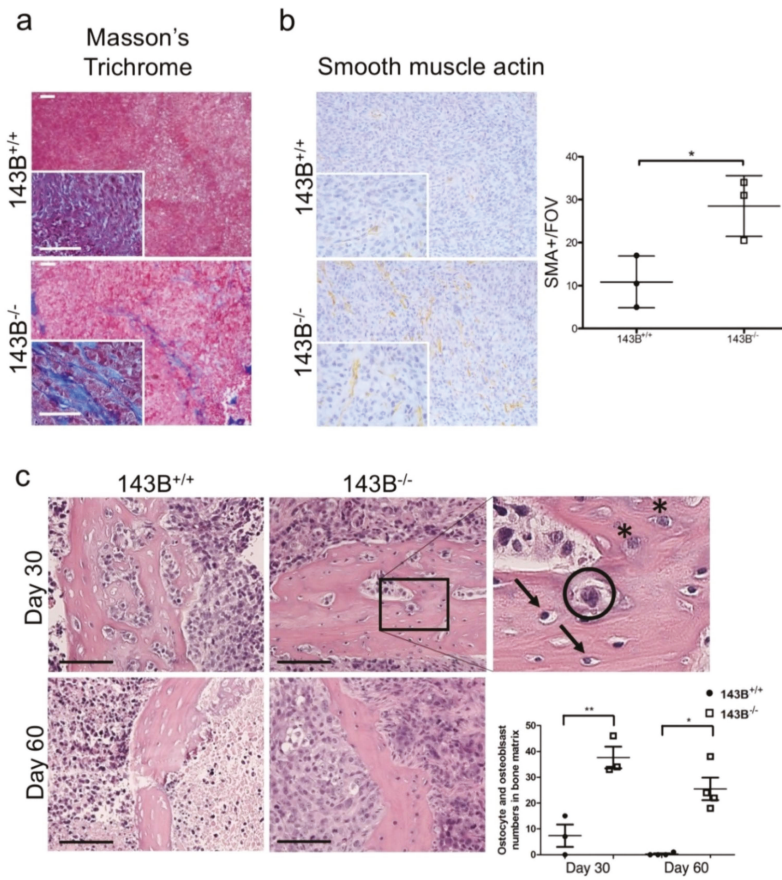 a
Masson's
Trichrome
143B+/+
143B-/-
b
Smooth muscle actin
143B+/+
143B-/-
SMA+/FOV
40
30
20
10
0
*
143B+/+
143B-/-
c
143B+/+
143B-/-
Day 30
* *
Day 60
143B+/+
143B-/-
Ostocyte and osteoblsast
numbers in bone matrix
50
40
30
20
10
0
**
*
Day 30
Day 60